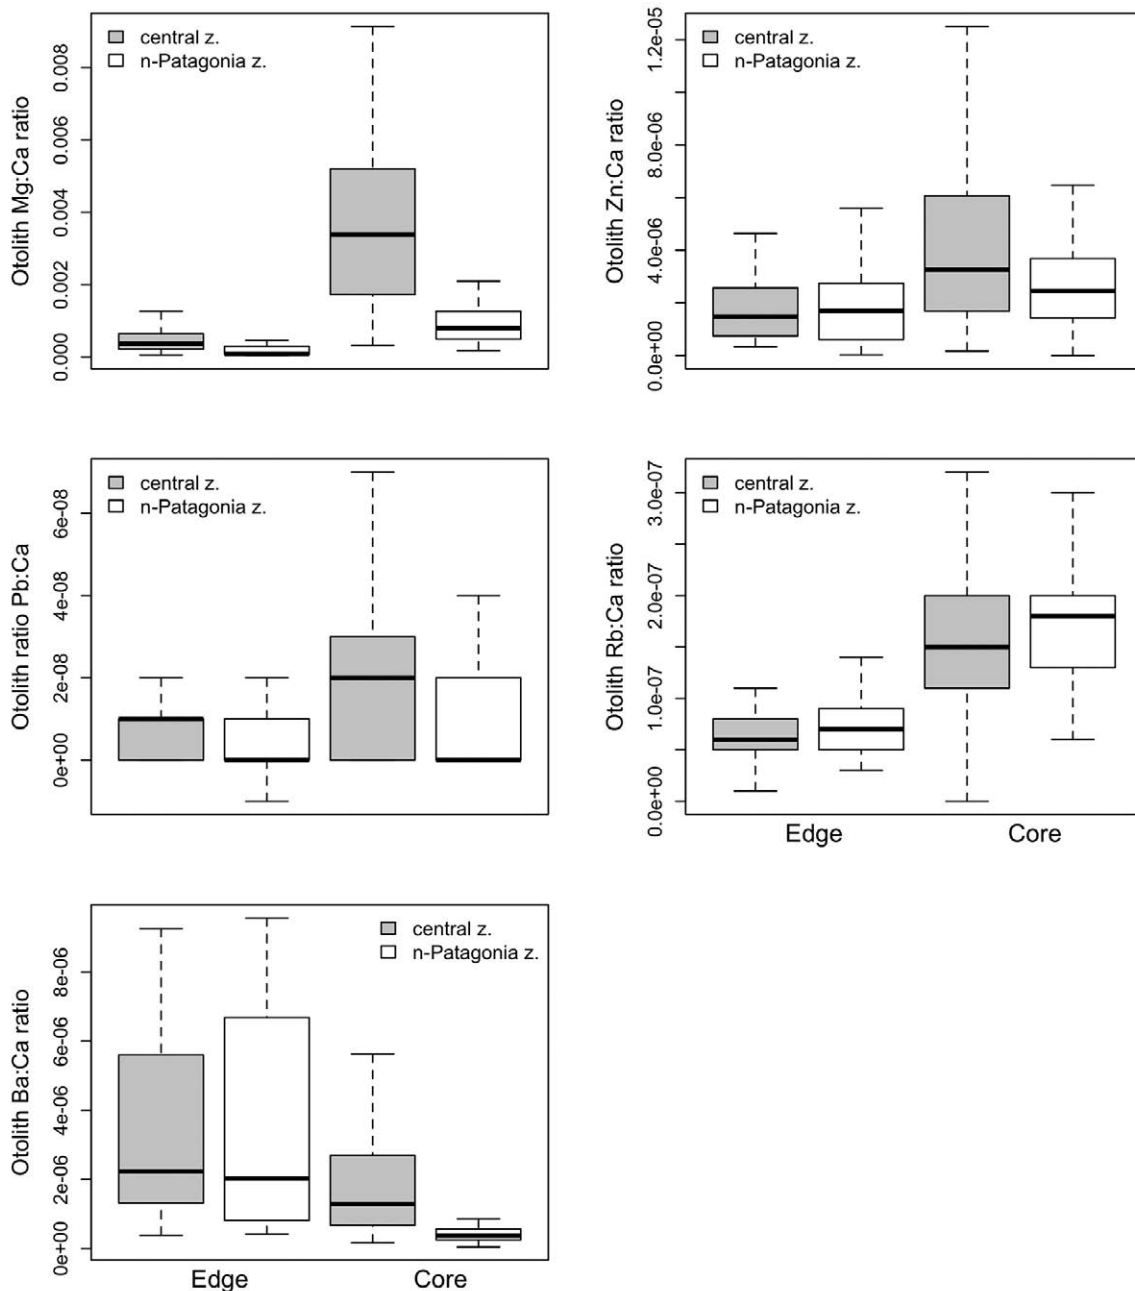 Otolith Mg:Ca ratio
0.000
0.002
0.004
0.006
0.008
central z.
n-Patagonia z.
Otolith Zn:Ca ratio
0.0e+00
4.0e-06
8.0e-06
1.2e-05
central z.
n-Patagonia z.
Otolith ratio Pb:Ca
0e+00
2e-08
4e-08
6e-08
central z.
n-Patagonia z.
Otolith Rb:Ca ratio
0.0e+00
1.0e-07
2.0e-07
3.0e-07
central z.
n-Patagonia z.
Edge
Core
Otolith Ba:Ca ratio
0e+00
2e-06
4e-06
6e-06
8e-06
central z.
n-Patagonia z.
Edge
Core